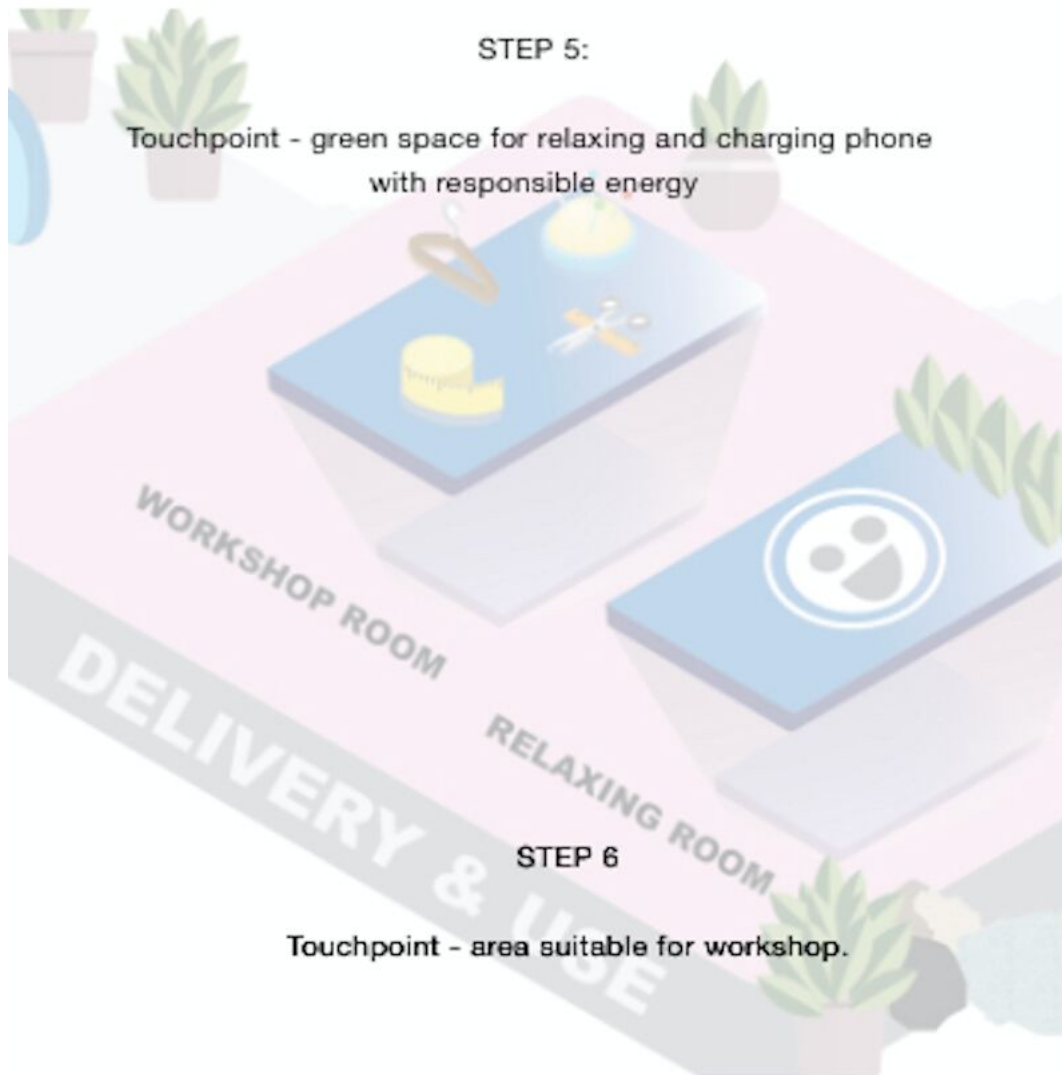 STEP 5:
Touchpoint - green space for relaxing and charging phone
with responsible energy
WORKSHOP ROOM
RELAXING ROOM
DELIVERY & USE
STEP 6
Touchpoint - area suitable for workshop.